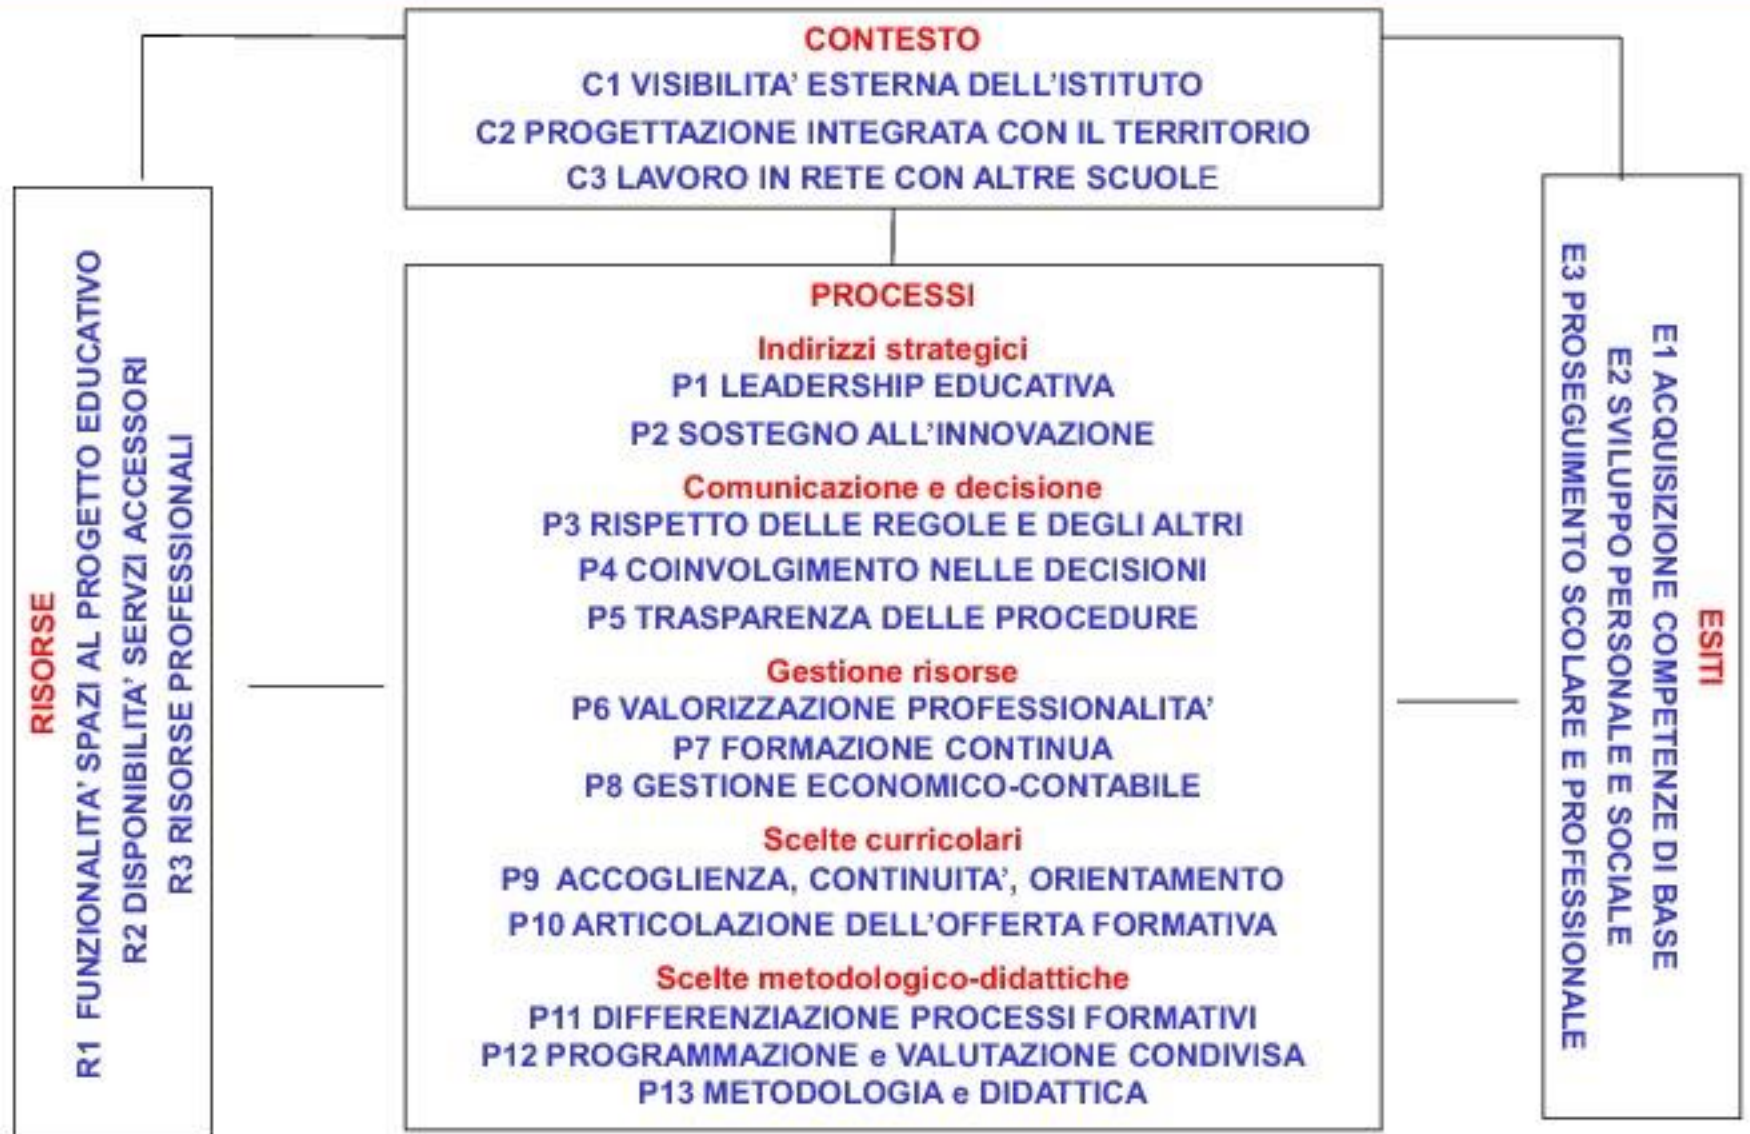 CONTESTO
C1 VISIBILITA' ESTERNA DELL'ISTITUTO
C2 PROGETTAZIONE INTEGRATA CON IL TERRITORIO
C3 LAVORO IN RETE CON ALTRE SCUOLE
RISORSE
R1 FUNZIONALITA' SPAZI AL PROGETTO EDUCATIVO
R2 DISPONIBILITA' SERVZI ACCESSORI
R3 RISORSE PROFESSIONALI
PROCESSI
Indirizzi strategici
P1 LEADERSHIP EDUCATIVA
P2 SOSTEGNO ALL'INNOVAZIONE
Comunicazione e decisione
P3 RISPETTO DELLE REGOLE E DEGLI ALTRI
P4 COINVOLGIMENTO NELLE DECISIONI
P5 TRASPARENZA DELLE PROCEDURE
Gestione risorse
P6 VALORIZZAZIONE PROFESSIONALITA'
P7 FORMAZIONE CONTINUA
P8 GESTIONE ECONOMICO-CONTABILE
Scelte curricolari
P9 ACCOGLIENZA, CONTINUITA', ORIENTAMENTO
P10 ARTICOLAZIONE DELL'OFFERTA FORMATIVA
Scelte metodologico-didattiche
P11 DIFFERENZIAZIONE PROCESSI FORMATIVI
P12 PROGRAMMAZIONE e VALUTAZIONE CONDIVISA
P13 METODOLOGIA e DIDATTICA
ESITI
E1 ACQUISIZIONE COMPETENZE DI BASE
E2 SVILUPPO PERSONALE E SOCIALE
E3 PROSEGUIMENTO SCOLARE E PROFESSIONALE